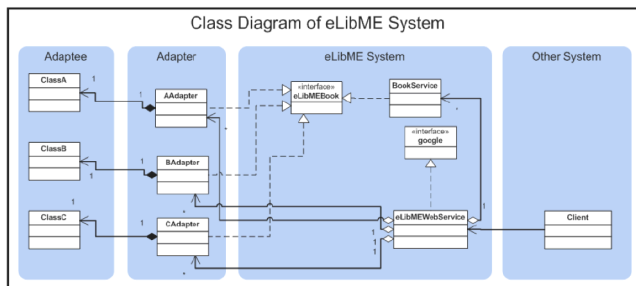 Class Diagram of eLibME System
Adaptee
Adapter
eLibME System
Other System
ClassA
1
1
AAdapter
«interface»
eLibMEBook
BookService
*
*
ClassB
1
1
BAdapter
«interface»
google
*
ClassC
1
1
CAdapter
eLibMEWebService
1
1
1
1
Client
*